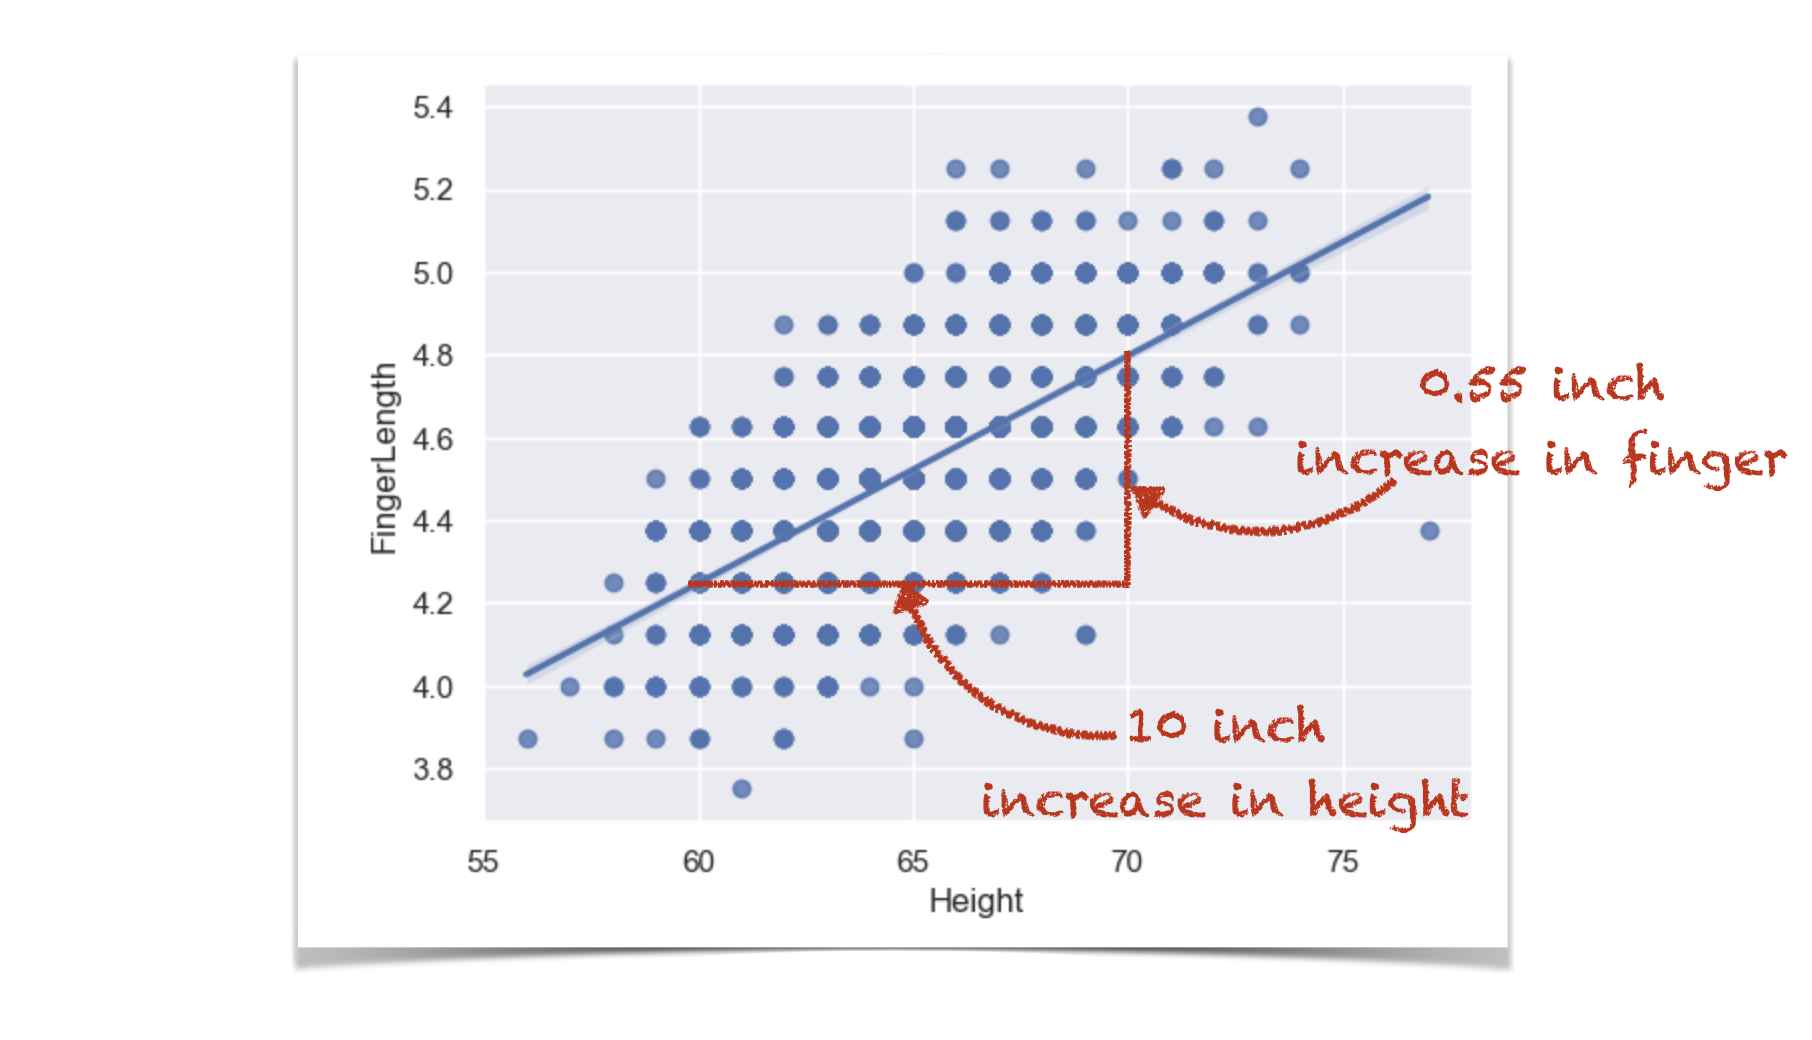 5.4
5.2
5.0
4.8
4.6
4.4
4.2
4.0
3.8
FingerLength
55 60 65 70 75
Height
0.55 inch
increase in finger
10 inch
increase in height